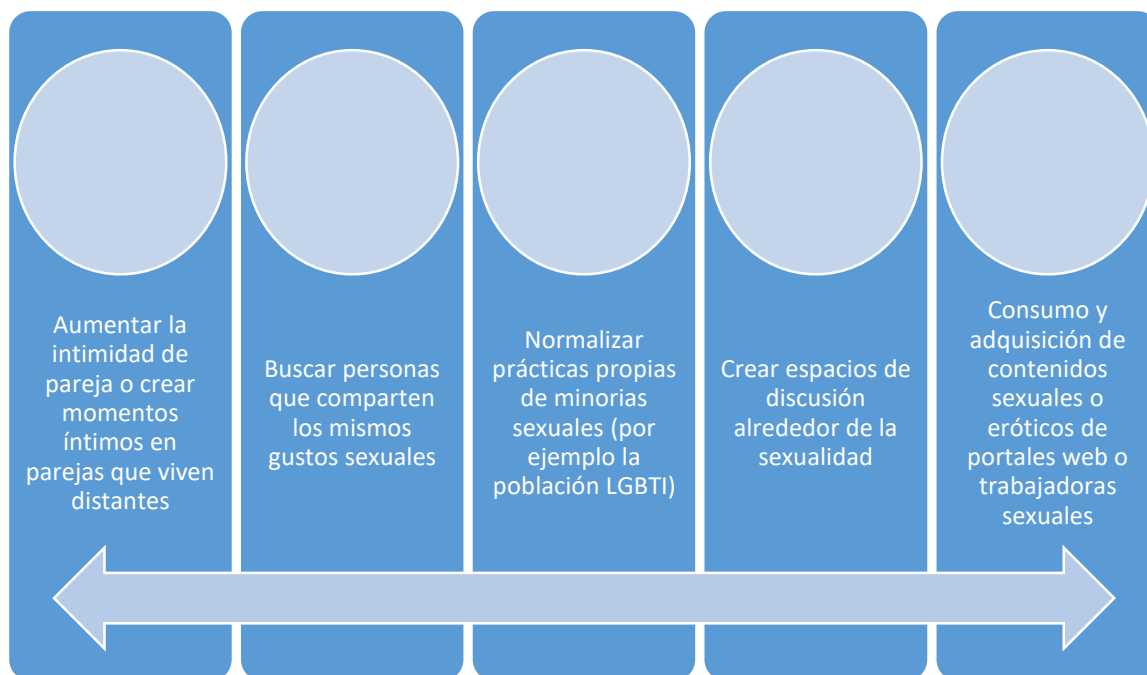 Aumentar la
intimidad de
pareja o crear
momentos
íntimos en
parejas que viven
distantes
Buscar personas
que comparten
los mismos
gustos sexuales
Normalizar
prácticas propias
de minorias
sexuales (por
ejemplo la
población LGBTI)
Crear espacios de
discusión
alrededor de la
sexualidad
Consumo y
adquisición de
contenidos
sexuales o
eróticos de
portales web o
trabajadoras
sexuales